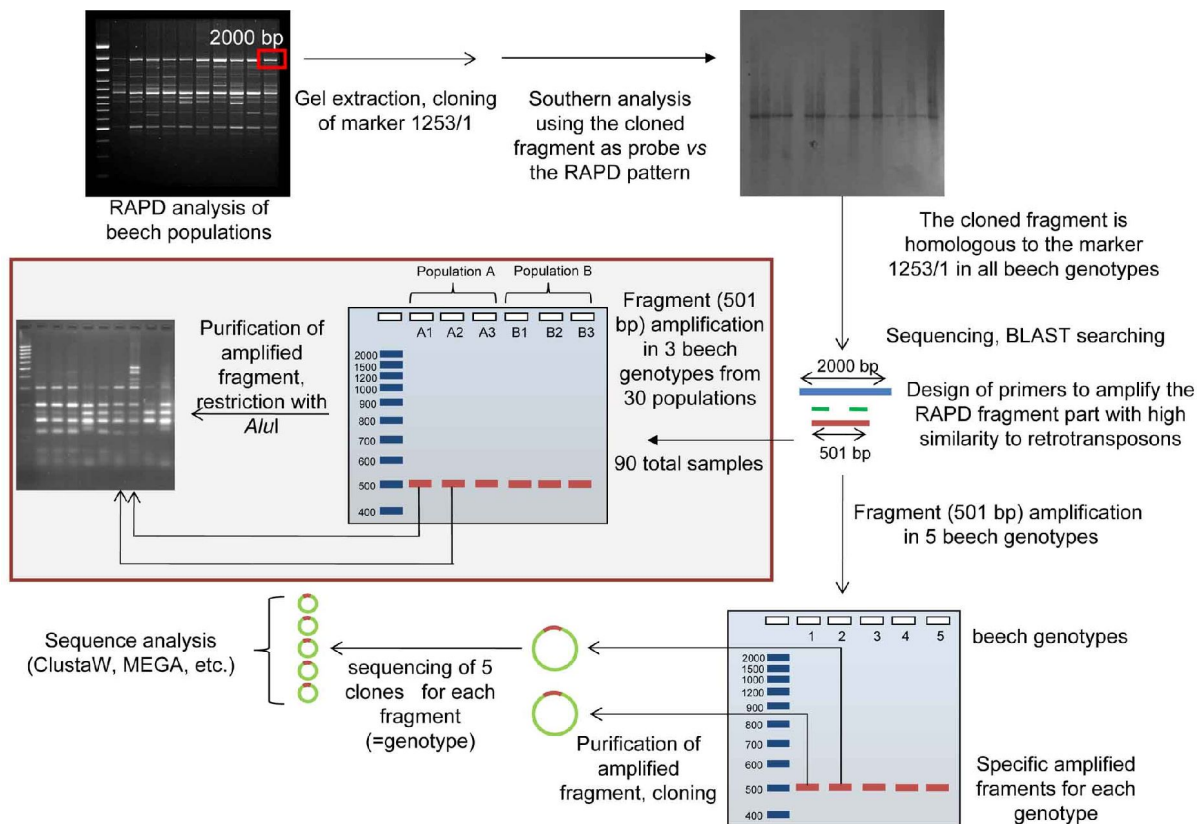 2000 bp
Gel extraction, cloning
of marker 1253/1
Southern analysis
using the cloned
fragment as probe vs
the RAPD pattern
RAPD analysis of
beech populations
The cloned fragment is
homologous to the marker
1253/1 in all beech genotypes
Sequencing, BLAST searching
2000 bp
Design of primers to amplify the
RAPD fragment part with high
similarity to retrotransposons
501 bp
Population A
Population B
A1 A2 A3 B1 B2 B3
2000
1500
1200
1000
900
800
700
600
500
400
Fragment (501
bp) amplification
in 3 beech
genotypes from
30 populations
90 total samples
Purification of
amplified
fragment,
restriction with
AluI
Fragment (501 bp) amplification
in 5 beech genotypes
1 2 3 4 5
beech genotypes
2000
1500
1000
1200
900
800
700
600
500
400
Specific amplified
framents for each
genotype
Purification of
amplified
fragment, cloning
sequencing of 5
clones for each
fragment
(=genotype)
Sequence analysis
(ClustaW, MEGA, etc.)